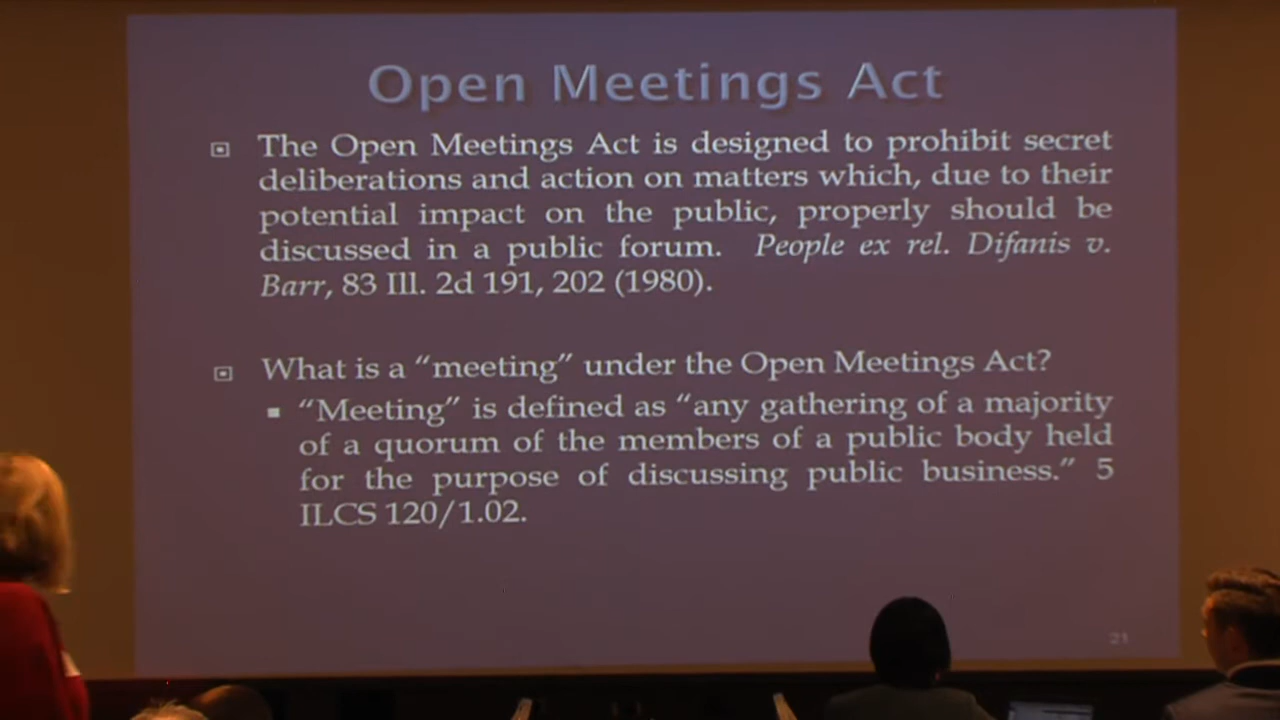 Open Meetings Act
The Open Meetings Act is designed to prohibit secret
deliberations and action on matters which, due to their
potential impact on the public, properly should be
discussed in a public forum. People ex rel. Difanis v.
Barr, 83 Ill. 2d 191, 202 (1980).
What is a “meeting” under the Open Meetings Act?
“Meeting” is defined as “any gathering of a majority
of a quorum of the members of a public body held
for the purpose of discussing public business.” 5
ILCS 120/1.02.
21